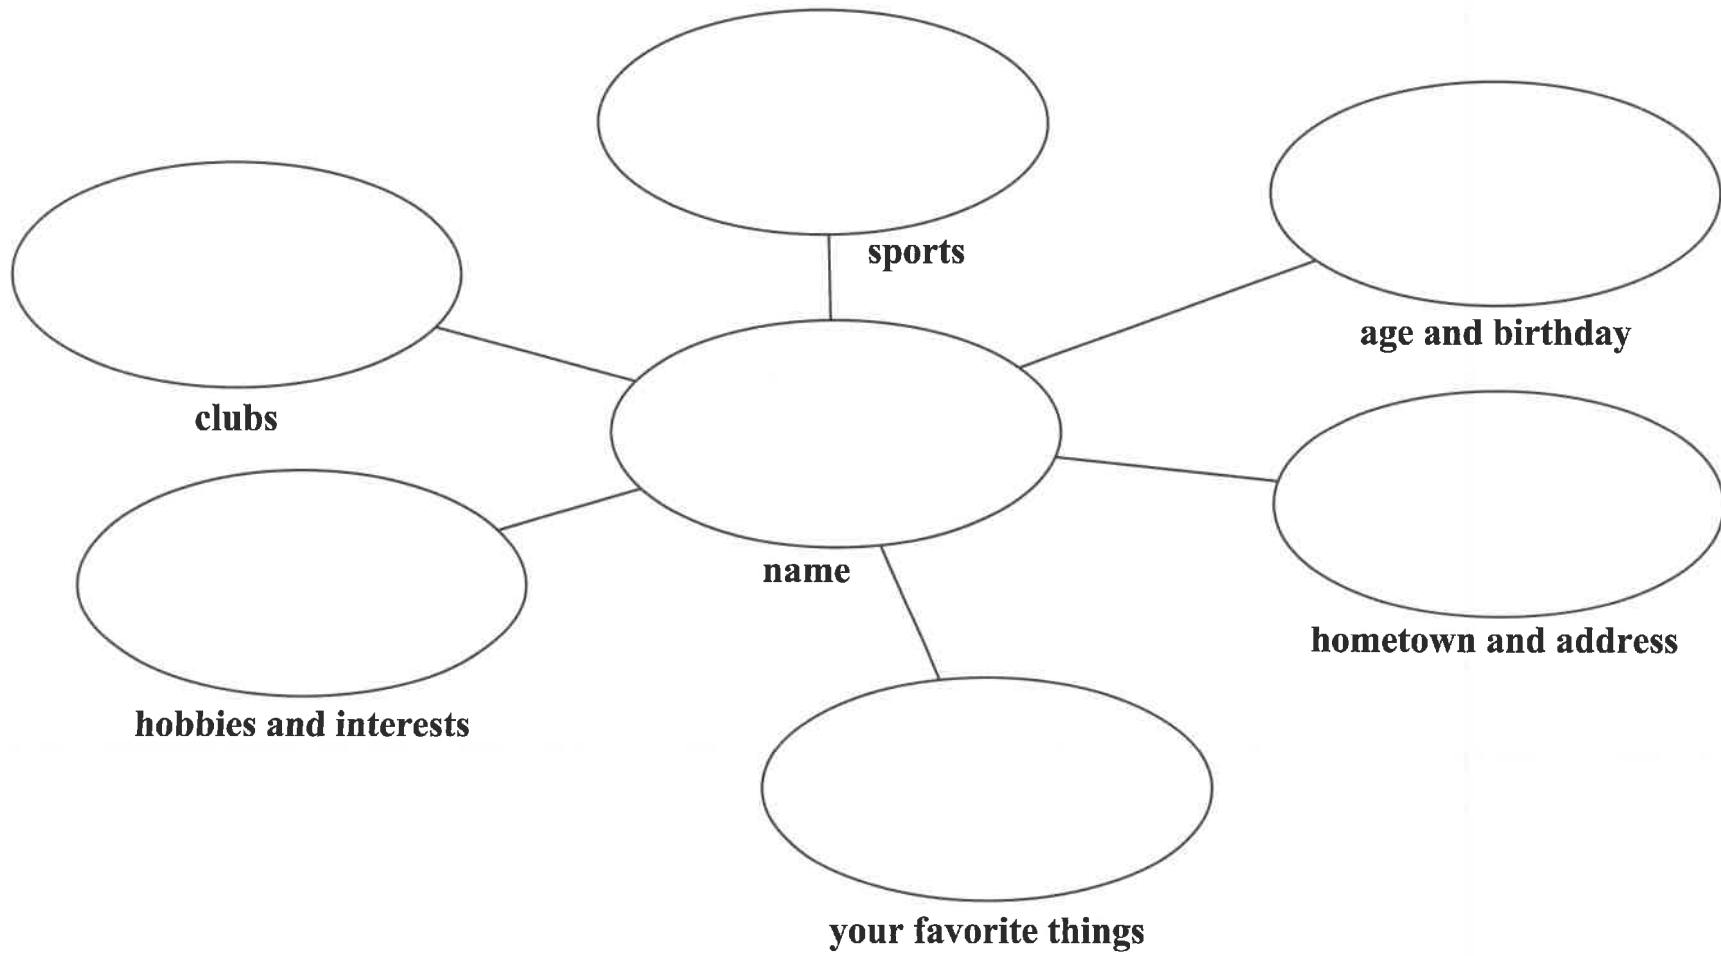 sports
age and birthday
clubs
name
hometown and address
hobbies and interests
your favorite things